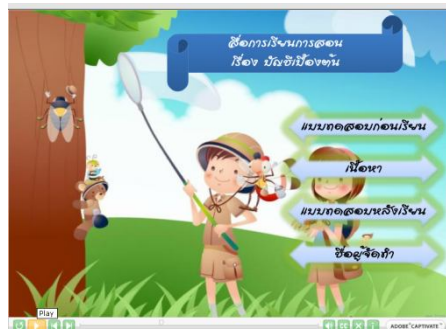 สื่อการเรียนการสอน
เรื่อง บัญชีเบื้องต้น
แบบทดสอบก่อนเรียน
เนื้อหา
แบบทดสอบหลังเรียน
ชื่อผู้จัดทำ
Play
ADOBE CAPTIVATE